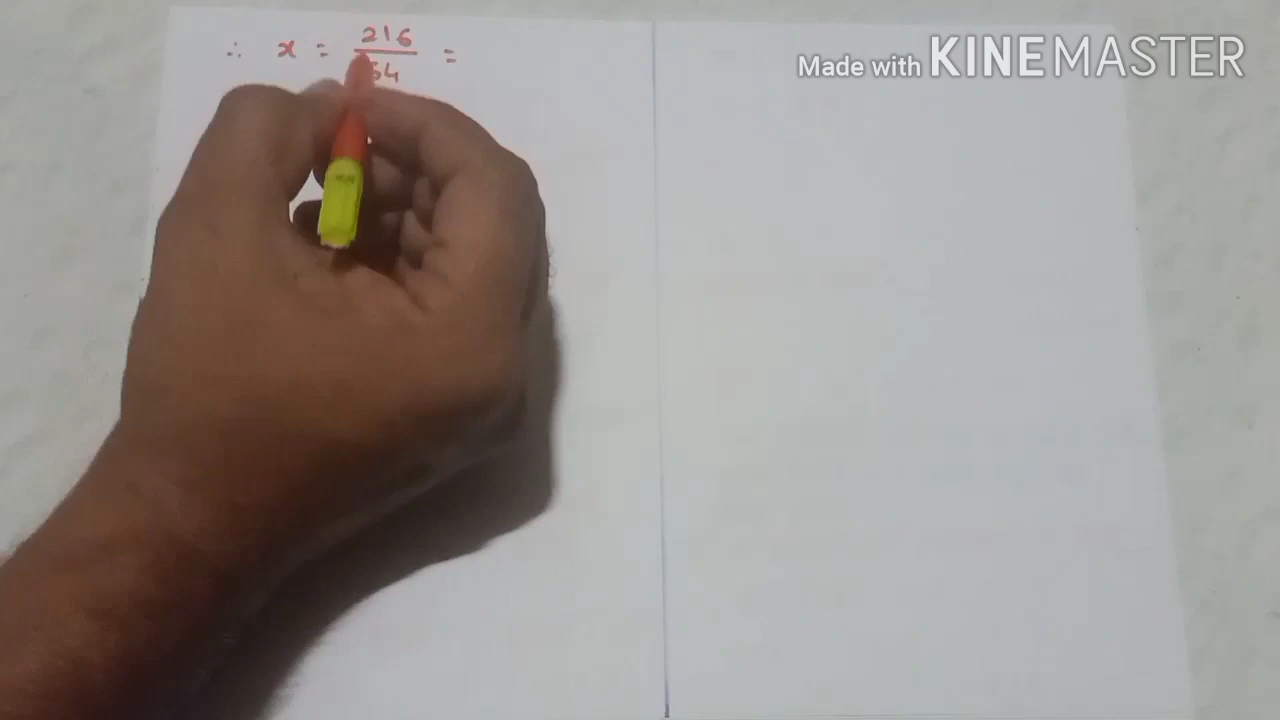 ∴ x = 216/54 =
Made with KINEMASTER